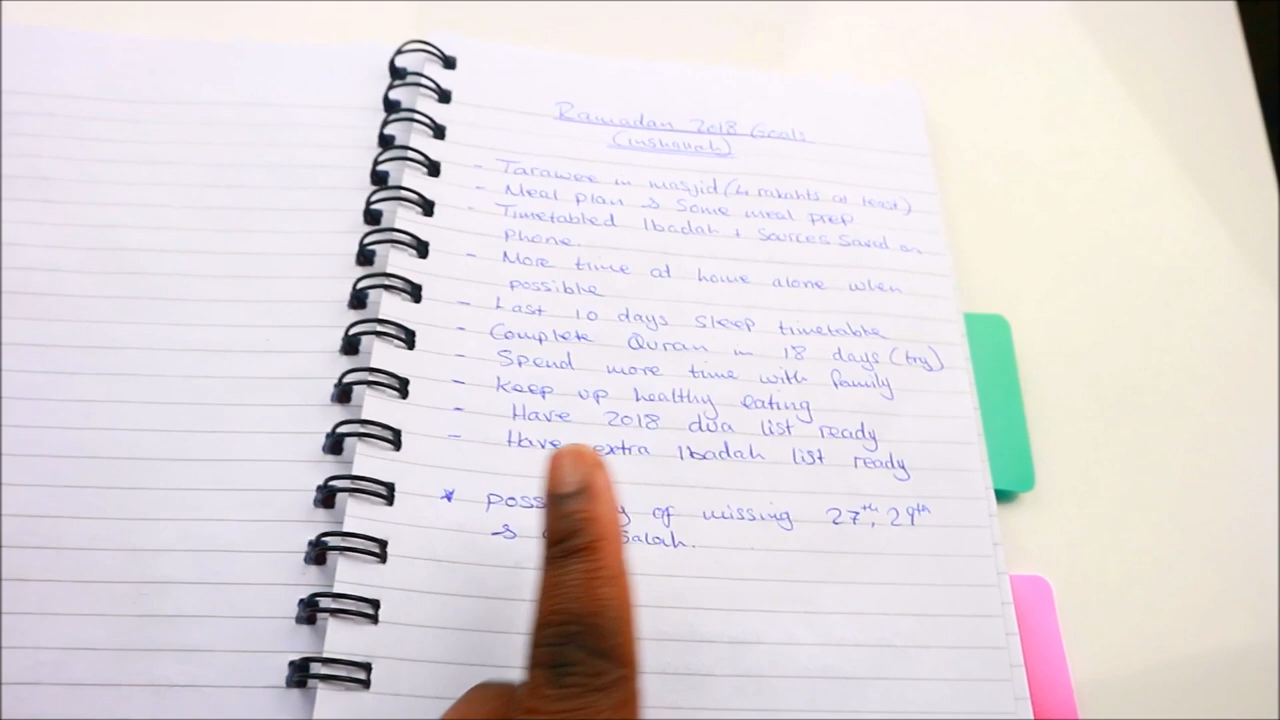 Ramadan 2018 Goals
(inshallah)
- Tarawee in masjid (4 rakahts at least)
- Meal plan & some meal prep
- Timetabled Ibadah + sources saved on
phone.
- More time at home alone when
possible
- Last 10 days sleep timetable
- Complete Quran in 18 days (try)
- Spend more time with family
- Keep up healthy eating
- Have 2018 dua list ready
- Have extra Ibadah list ready
* of missing 27th, 29th
& Salah.